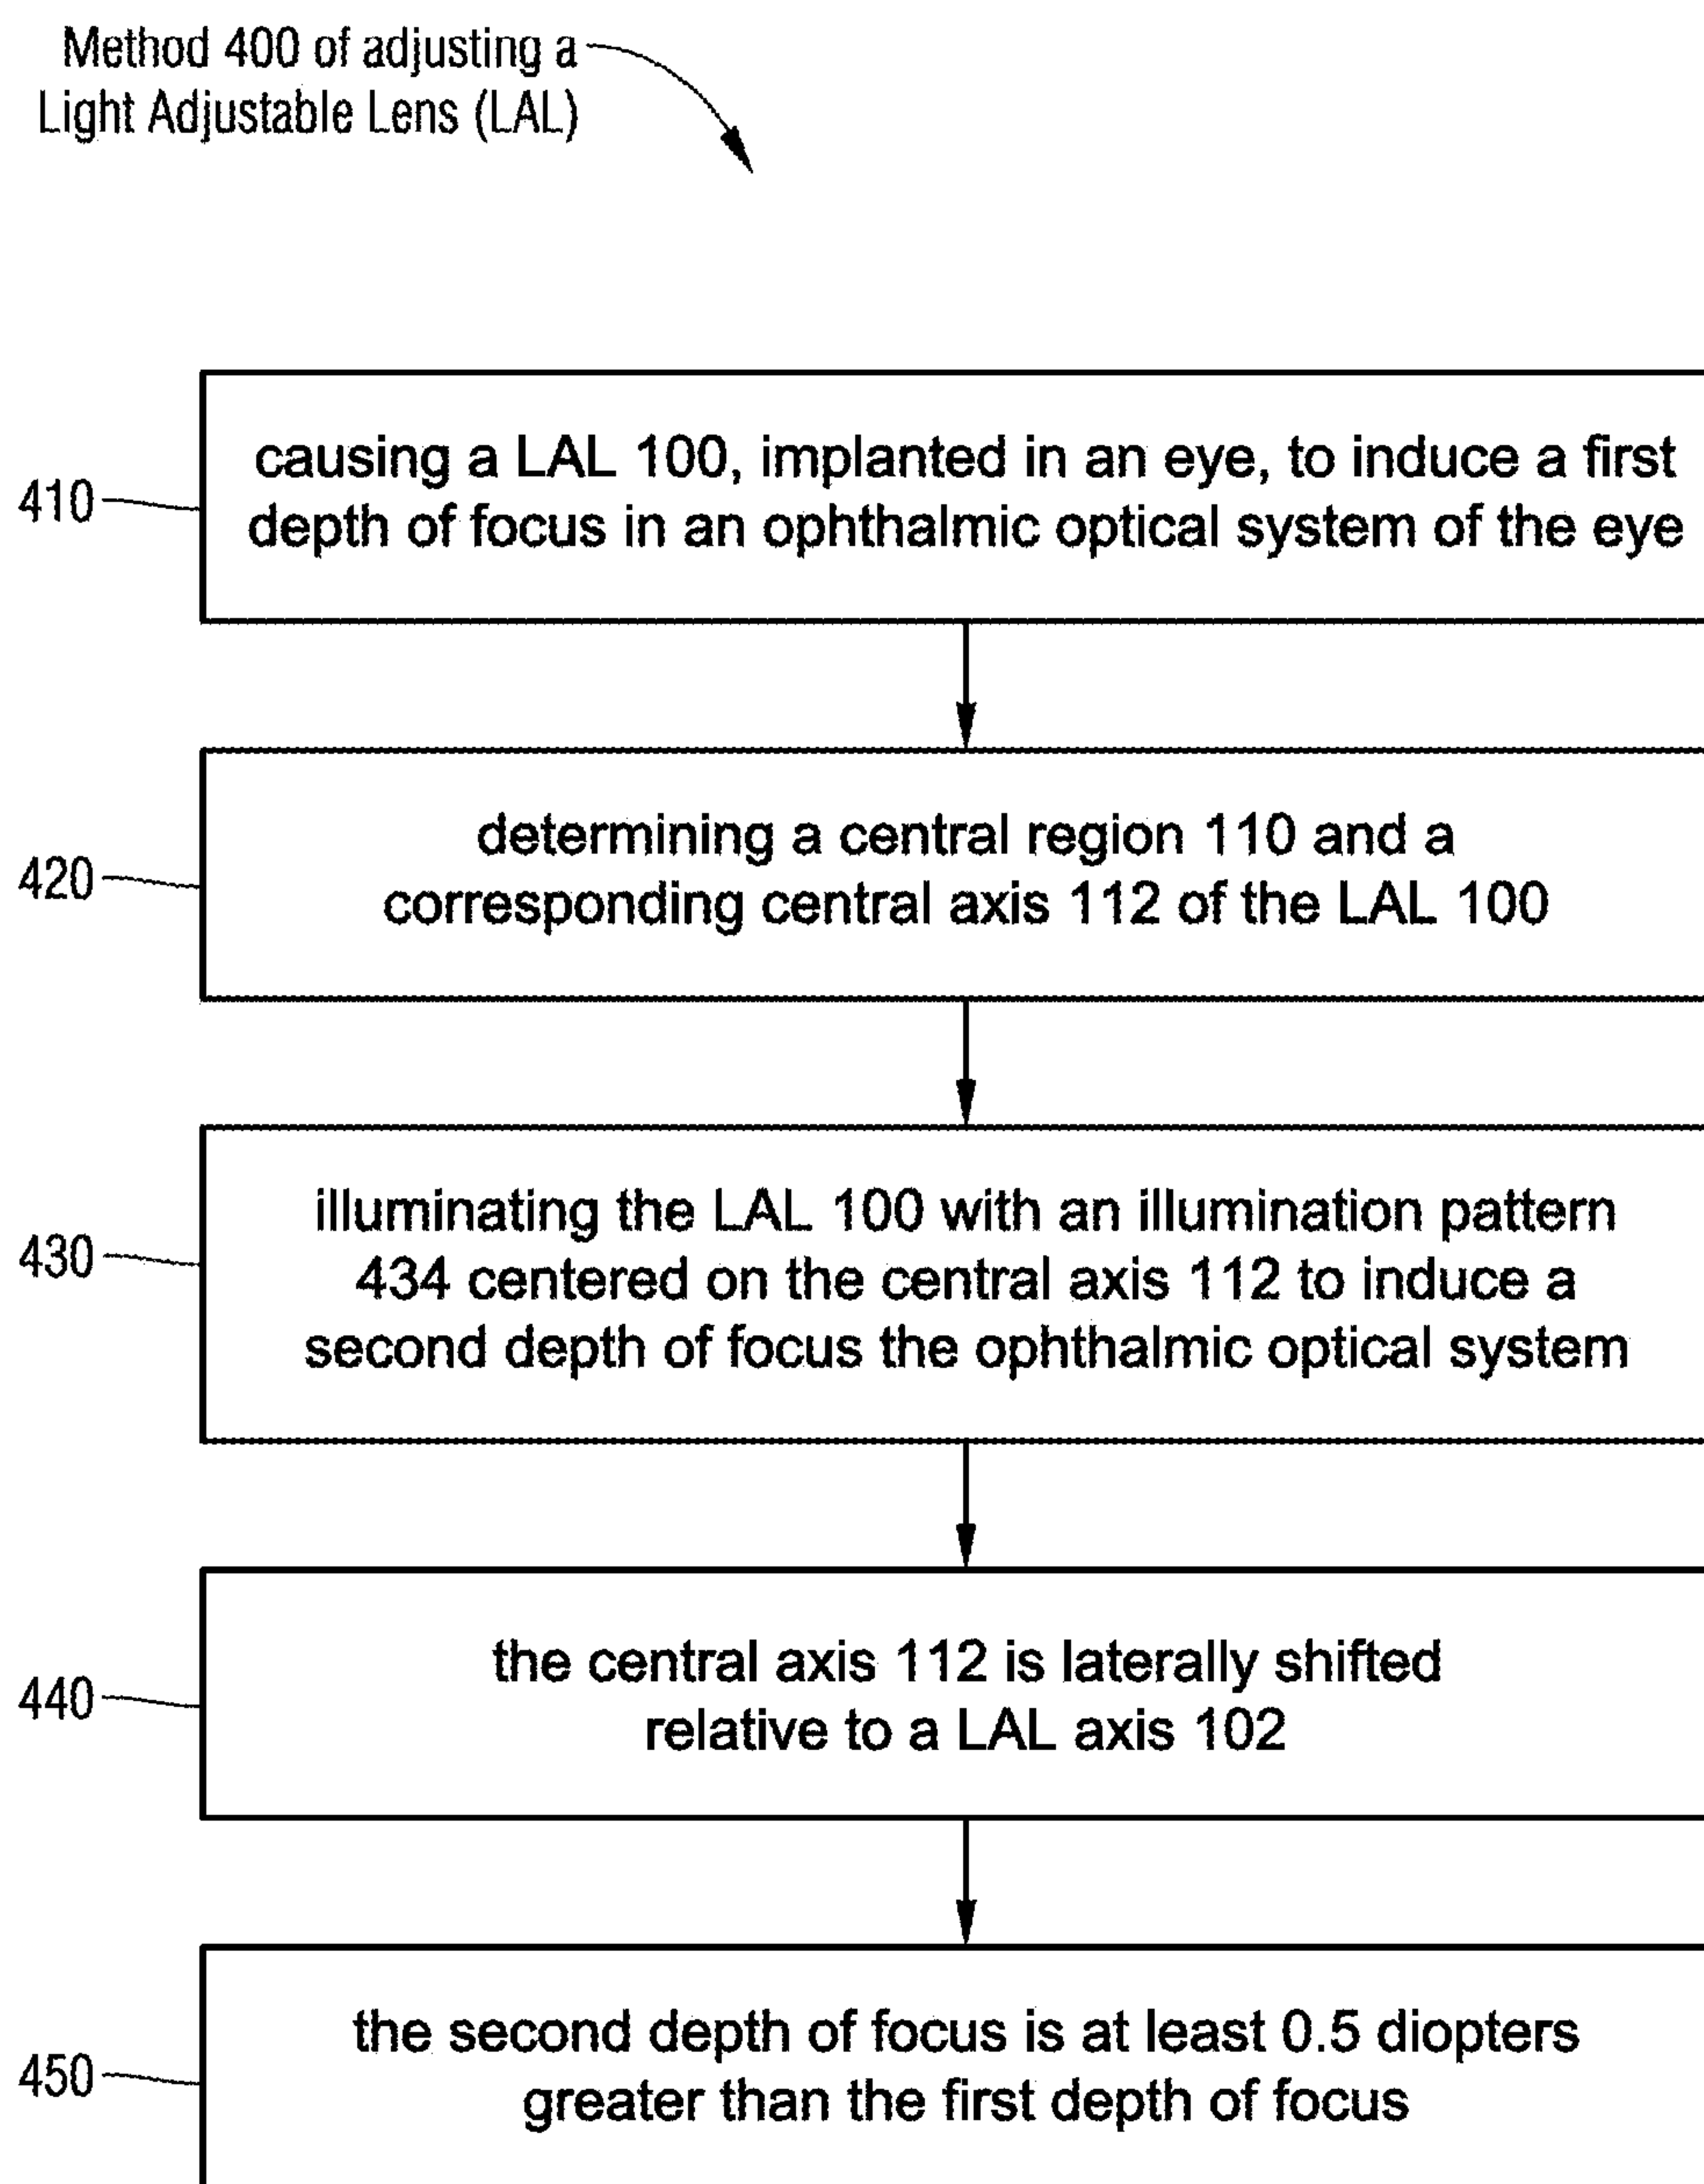 Method 400 of adjusting a
Light Adjustable Lens (LAL)
410
causing a LAL 100, implanted in an eye, to induce a first
depth of focus in an ophthalmic optical system of the eye
420
determining a central region 110 and a
corresponding central axis 112 of the LAL 100
430
illuminating the LAL 100 with an illumination pattern
434 centered on the central axis 112 to induce a
second depth of focus the ophthalmic optical system
440
the central axis 112 is laterally shifted
relative to a LAL axis 102
450
the second depth of focus is at least 0.5 diopters
greater than the first depth of focus